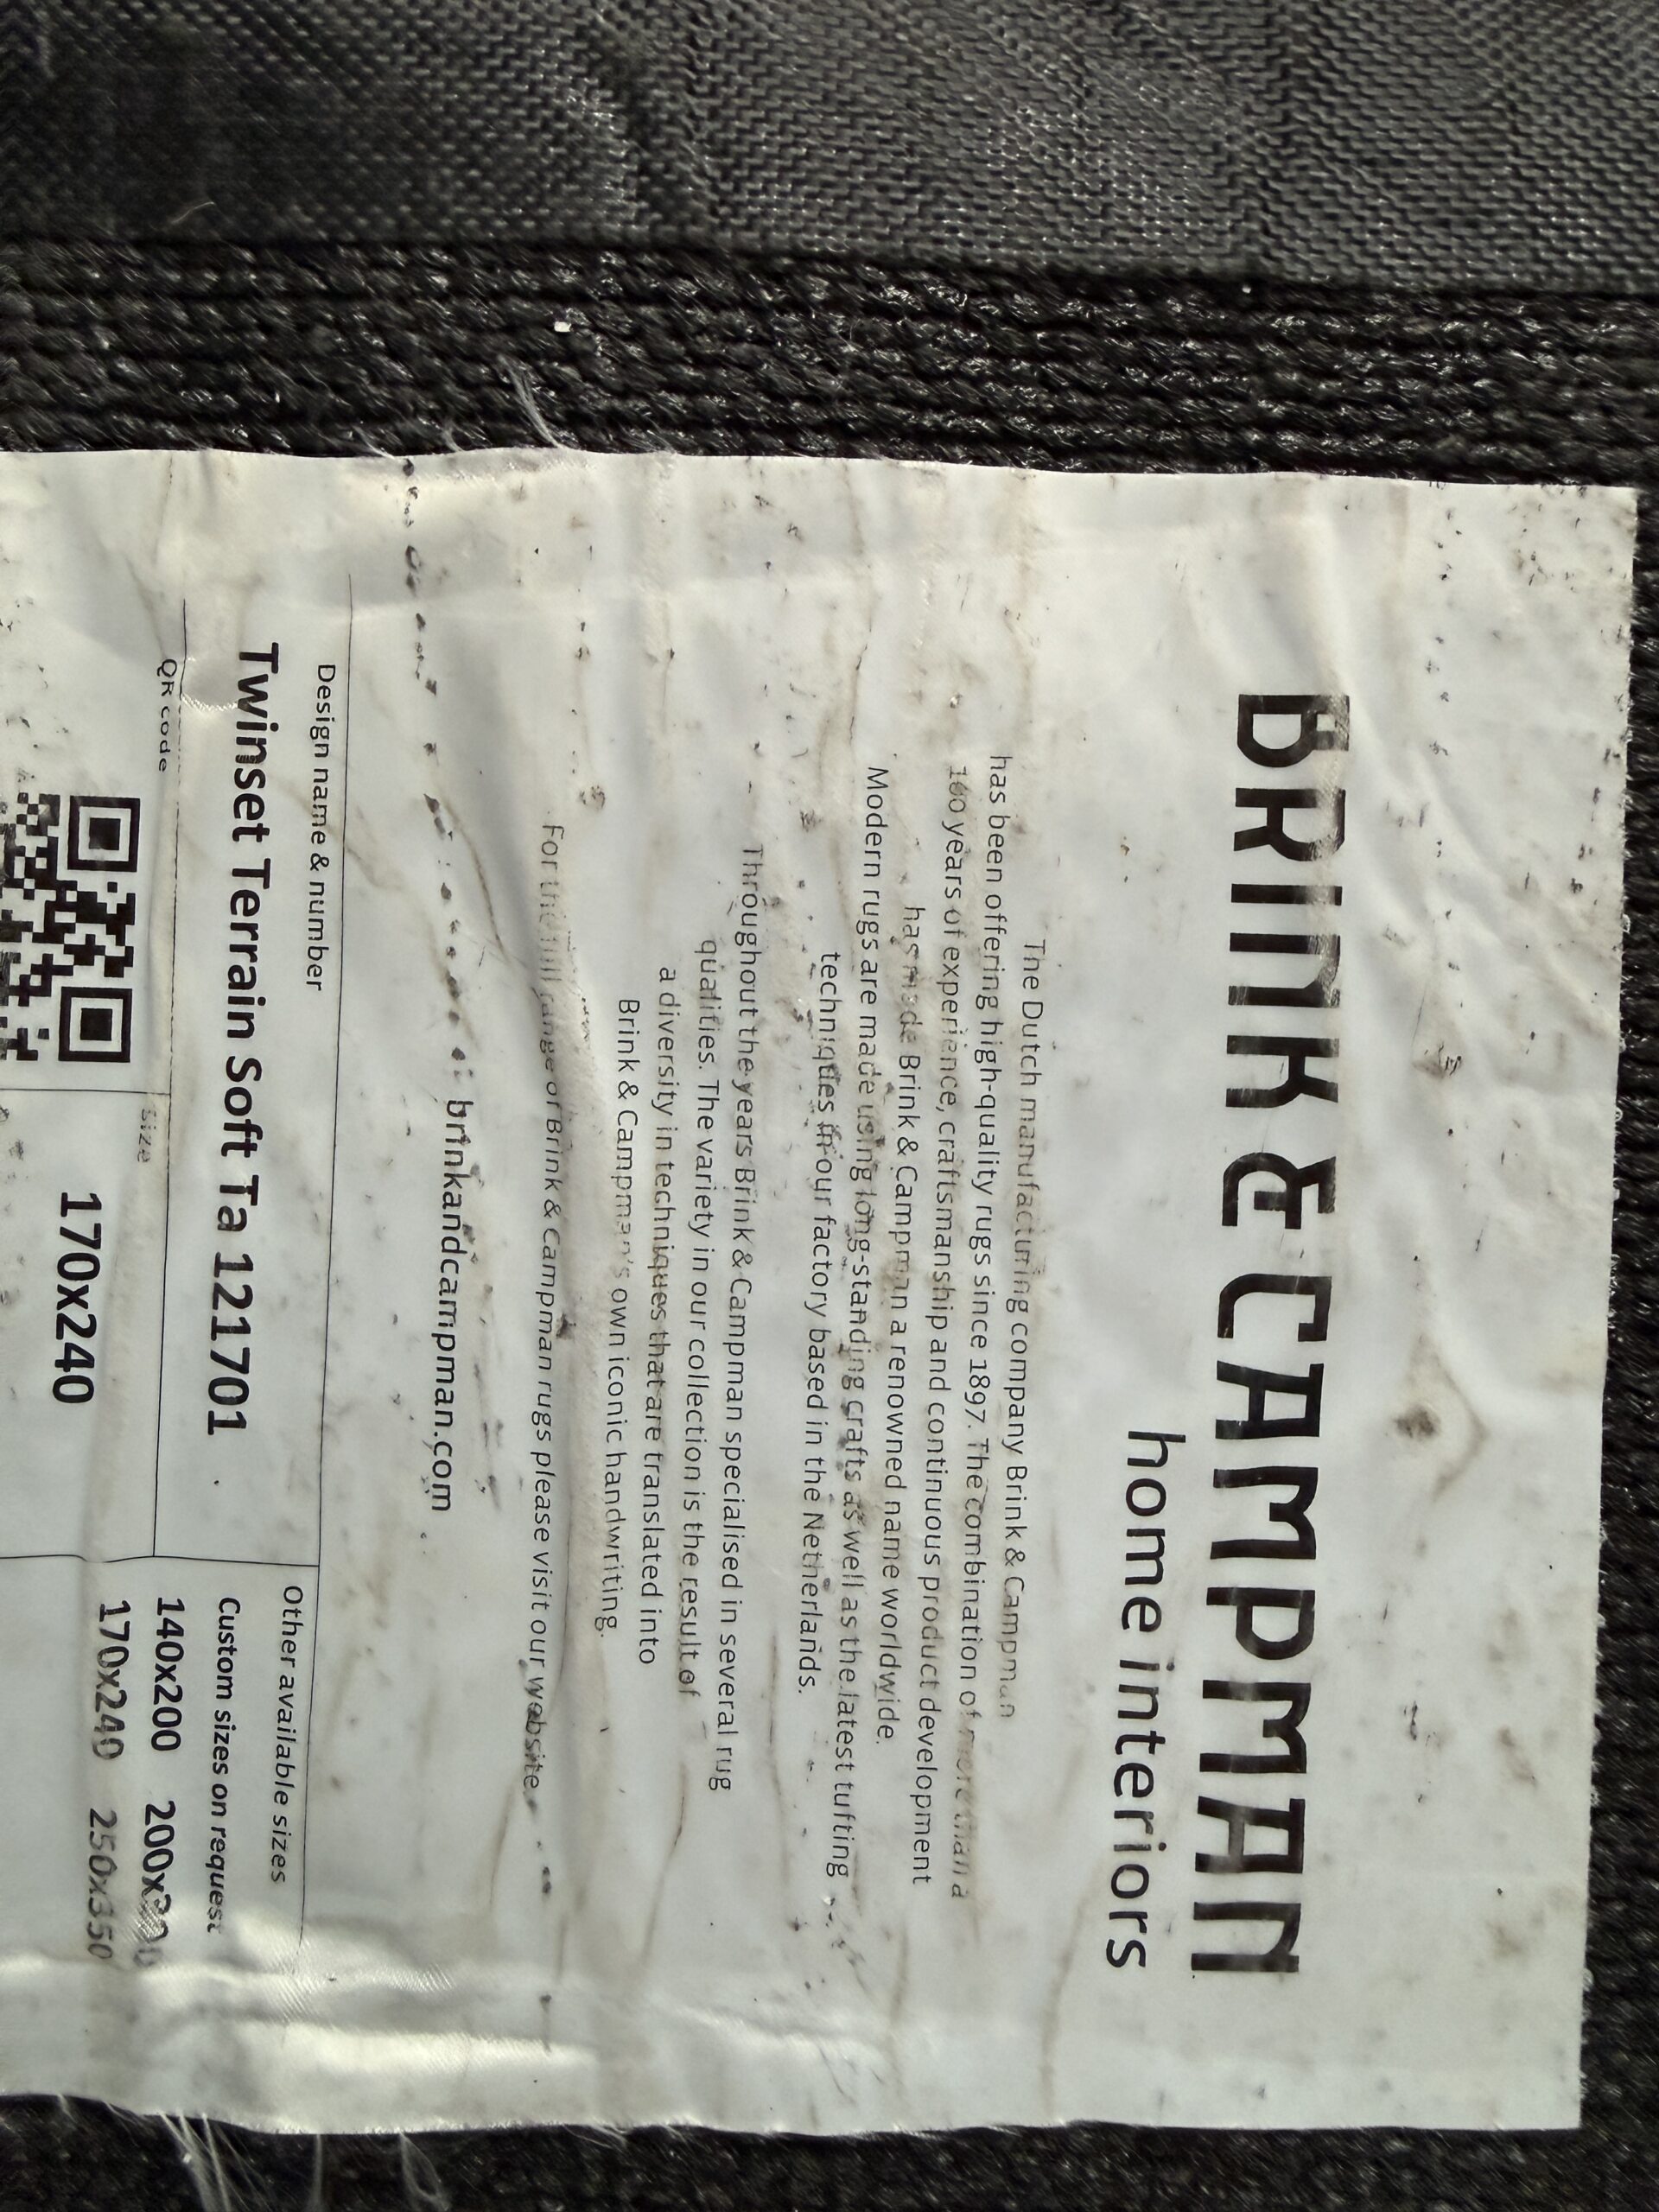 BRINK & CAMPMAN
home interiors
The Dutch manufacturing company Brink & Campman
has been offering high-quality rugs since 1897. The combination of more than a
100 years of experience, craftsmanship and continuous product development
has made Brink & Campman a renowned name worldwide.
Modern rugs are made using long-standing crafts as well as the latest tufting
techniques in our factory based in the Netherlands.
Throughout the years Brink & Campman specialised in several rug
qualities. The variety in our collection is the result of
a diversity in techniques that are translated into
Brink & Campman's own iconic handwriting.
For the full range of Brink & Campman rugs please visit our website
brinkandcampman.com
Design name & number
Twinset Terrain Soft Ta 121701
Other available sizes
Custom sizes on request
140x200
170x240 250x350
QR code
Size
170x240